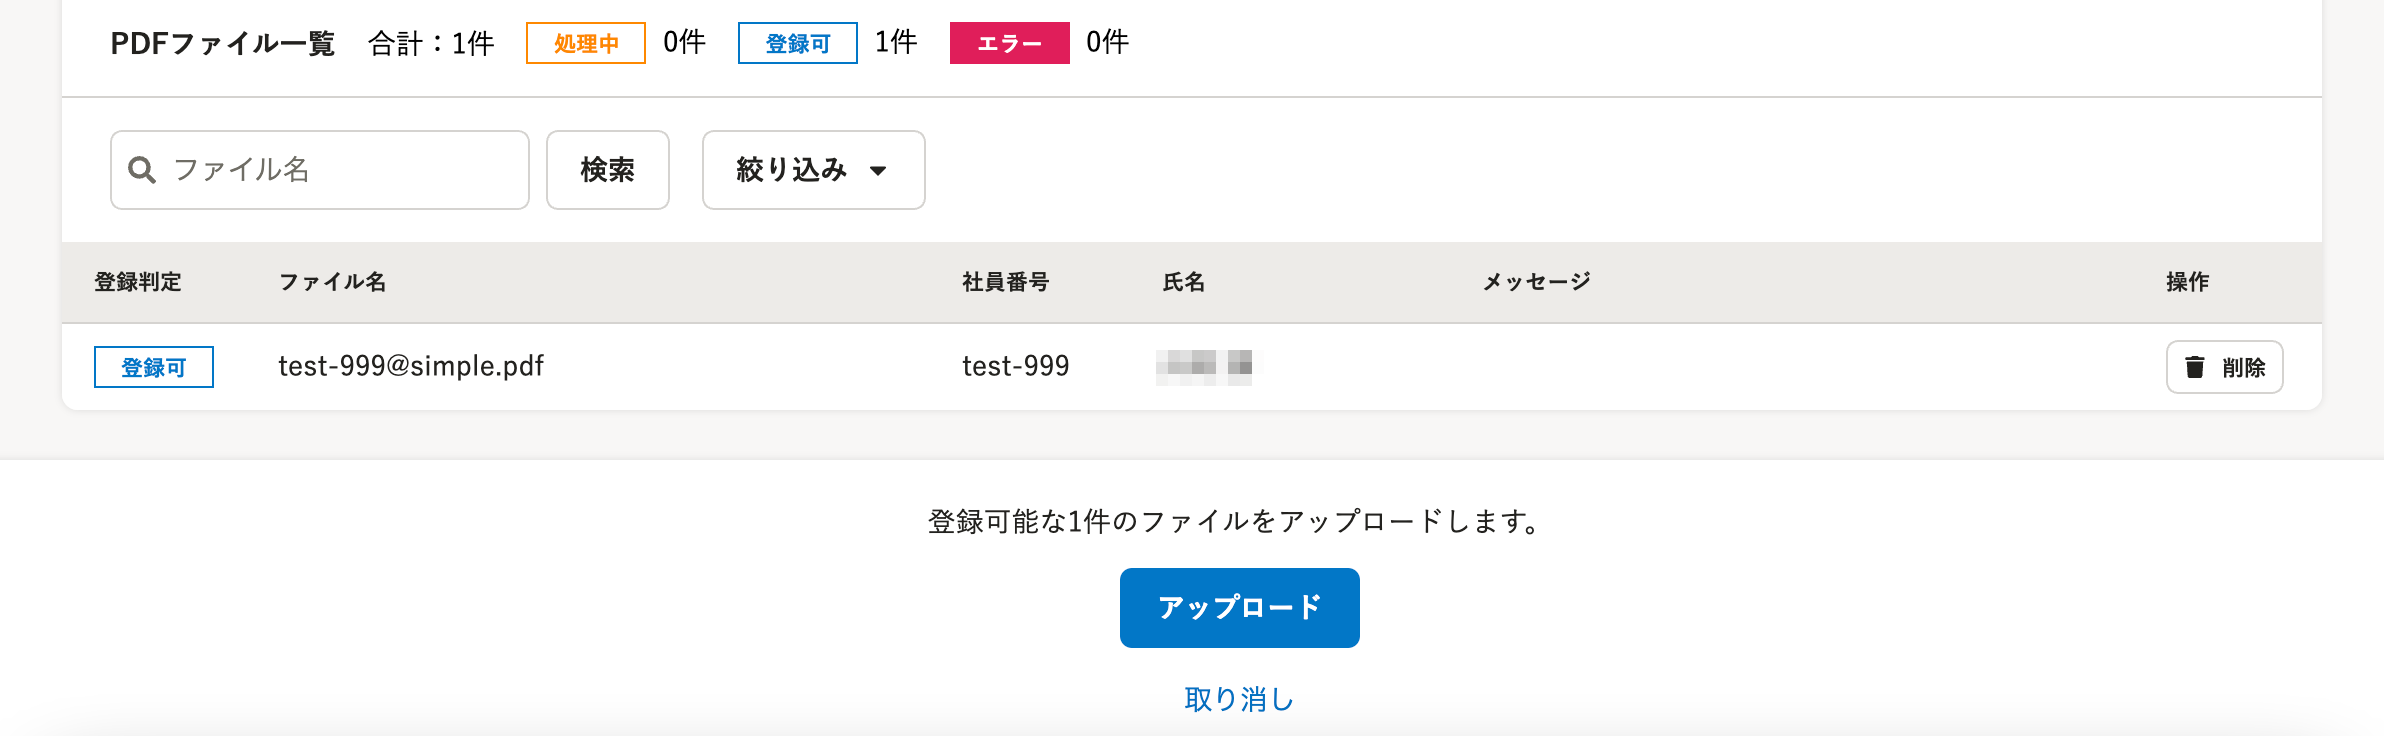 PDFファイル一覧 合計：1件 処理中 0件 登録可 1件 エラー 0件
ファイル名 検索 絞り込み
登録判定 ファイル名 社員番号 氏名 メッセージ 操作
登録可 test-999@simple.pdf test-999 削除
登録可能な1件のファイルをアップロードします。
アップロード
取り消し